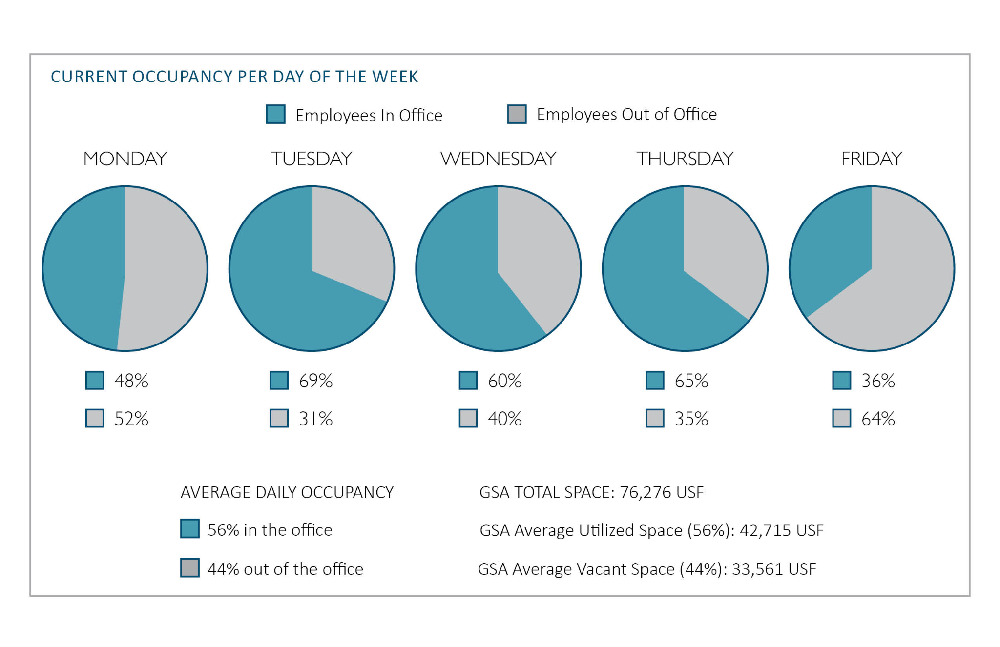 CURRENT OCCUPANCY PER DAY OF THE WEEK
Employees In Office
Employees Out of Office
MONDAY
TUESDAY
WEDNESDAY
THURSDAY
FRIDAY
48%
69%
60%
65%
36%
52%
31%
40%
35%
64%
AVERAGE DAILY OCCUPANCY
56% in the office
44% out of the office
GSA TOTAL SPACE: 76,276 USF
GSA Average Utilized Space (56%): 42,715 USF
GSA Average Vacant Space (44%): 33,561 USF